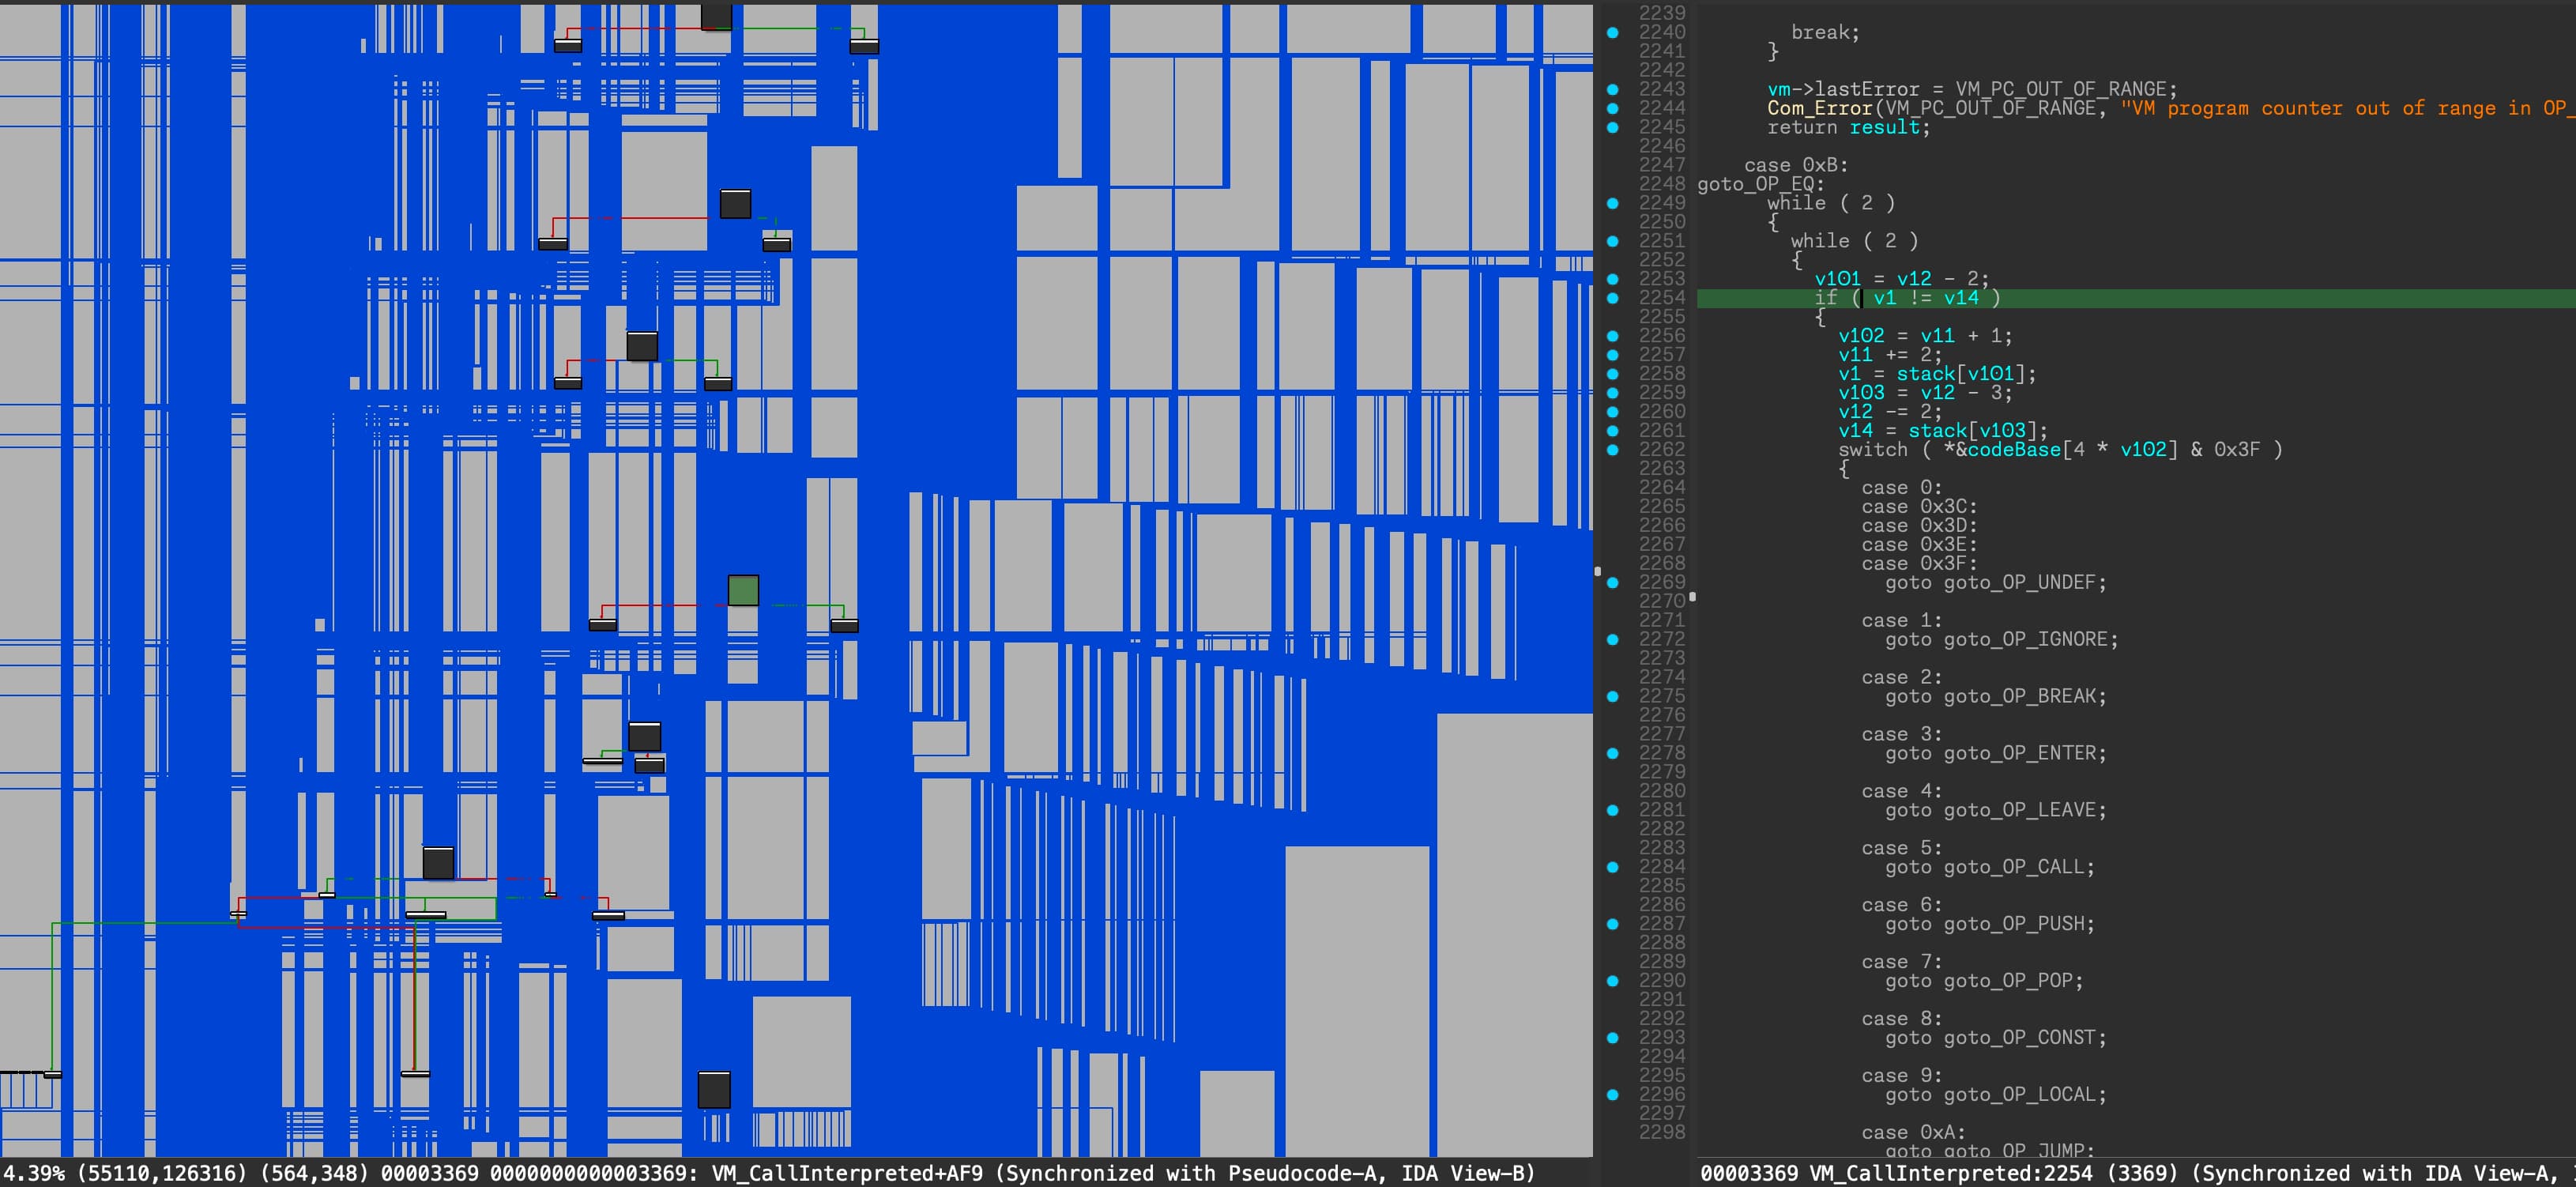 2239
2240 break;
2241 }
2242
2243 vm->lastError = VM_PC_OUT_OF_RANGE;
2244 Com_Error(VM_PC_OUT_OF_RANGE, "VM program counter out of range in OP_
2245 return result;
2246
2247 case 0xB:
2248 goto_OP_EQ:
2249 while ( 2 )
2250 {
2251 while ( 2 )
2252 {
2253 v101 = v12 - 2;
2254 if ( v1 != v14 )
2255 {
2256 v102 = v11 + 1;
2257 v11 += 2;
2258 v1 = stack[v101];
2259 v103 = v12 - 3;
2260 v12 -= 2;
2261 v14 = stack[v103];
2262 switch ( *&codeBase[4 * v102] & 0x3F )
2263 {
2264 case 0:
2265 case 0x3C:
2266 case 0x3D:
2267 case 0x3E:
2268 case 0x3F:
2269 goto goto_OP_UNDEF;
2270
2271 case 1:
2272 goto goto_OP_IGNORE;
2273
2274 case 2:
2275 goto goto_OP_BREAK;
2276
2277 case 3:
2278 goto goto_OP_ENTER;
2279
2280 case 4:
2281 goto goto_OP_LEAVE;
2282
2283 case 5:
2284 goto goto_OP_CALL;
2285
2286 case 6:
2287 goto goto_OP_PUSH;
2288
2289 case 7:
2290 goto goto_OP_POP;
2291
2292 case 8:
2293 goto goto_OP_CONST;
2294
2295 case 9:
2296 goto goto_OP_LOCAL;
2297
2298 case 0xA:
goto goto_OP_JUMP;
4.39% (55110,126316) (564,348) 00003369 0000000000003369: VM_CallInterpreted+AF9 (Synchronized with Pseudocode-A, IDA View-B)
00003369 VM_CallInterpreted:2254 (3369) (Synchronized with IDA View-A,